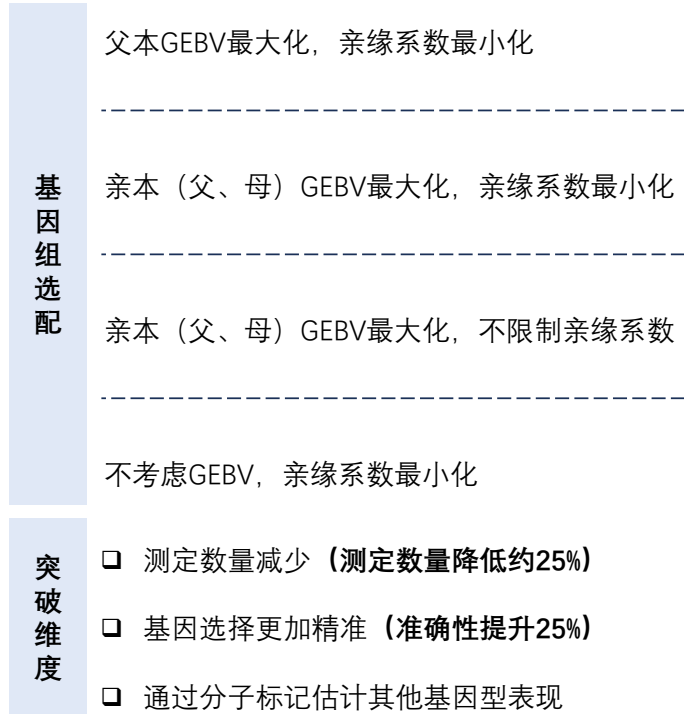 基因组选配
父本GEBV最大化，亲缘系数最小化
亲本（父、母）GEBV最大化，亲缘系数最小化
亲本（父、母）GEBV最大化，不限制亲缘系数
不考虑GEBV，亲缘系数最小化
突破维度
测定数量减少（测定数量降低约25%）
基因选择更加精准（准确性提升25%）
通过分子标记估计其他基因型表现